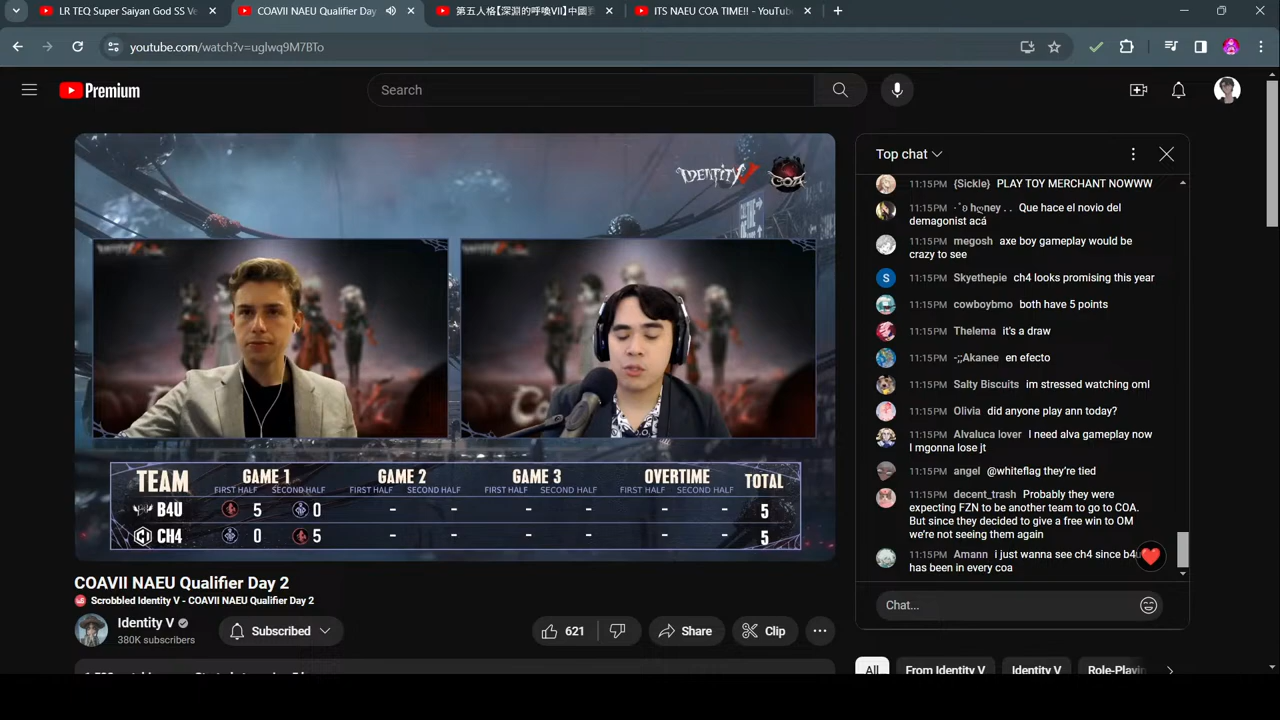 LR TEQ Super Saiyan God SS Ve
COAVII NAEU Qualifier Day
第五人格【深淵的呼喚VII】中國
ITS NAEU COA TIME!! - YouTub
youtube.com/watch?v=uglwq9M7BTo
Premium
Search
IDENTITY V
COA
TEAM GAME 1 GAME 2 GAME 3 OVERTIME TOTAL
FIRST HALF SECOND HALF FIRST HALF SECOND HALF FIRST HALF SECOND HALF FIRST HALF SECOND HALF
B4U 5 0 - - - - - - 5
CH4 0 5 - - - - - - 5
COAVII NAEU Qualifier Day 2
Scrobbled Identity V - COAVII NAEU Qualifier Day 2
Identity V
380K subscribers
Subscribed
621
Share
Clip
Top chat
11:15PM {Sickle} PLAY TOY MERCHANT NOWWW
11:15PM Que hace el novio del
demagonist acá
11:15PM megosh axe boy gameplay would be
crazy to see
S
11:15PM Skyethepie ch4 looks promising this year
11:15PM cowboybmo both have 5 points
11:15PM Thelema it's a draw
11:15PM -;;Akanee en efecto
11:15PM Salty Biscuits im stressed watching oml
11:15PM Olivia did anyone play ann today?
11:15PM Alvaluca lover I need alva gameplay now
I mgonna lose jt
11:15PM angel @whiteflag they're tied
11:15PM decent_trash Probably they were
expecting FZN to be another team to go to COA.
But since they decided to give a free win to OM
we're not seeing them again
11:15PM Amann i just wanna see ch4 since b4u
has been in every coa
Chat...
All
From Identity V
Identity V
Role-Playin